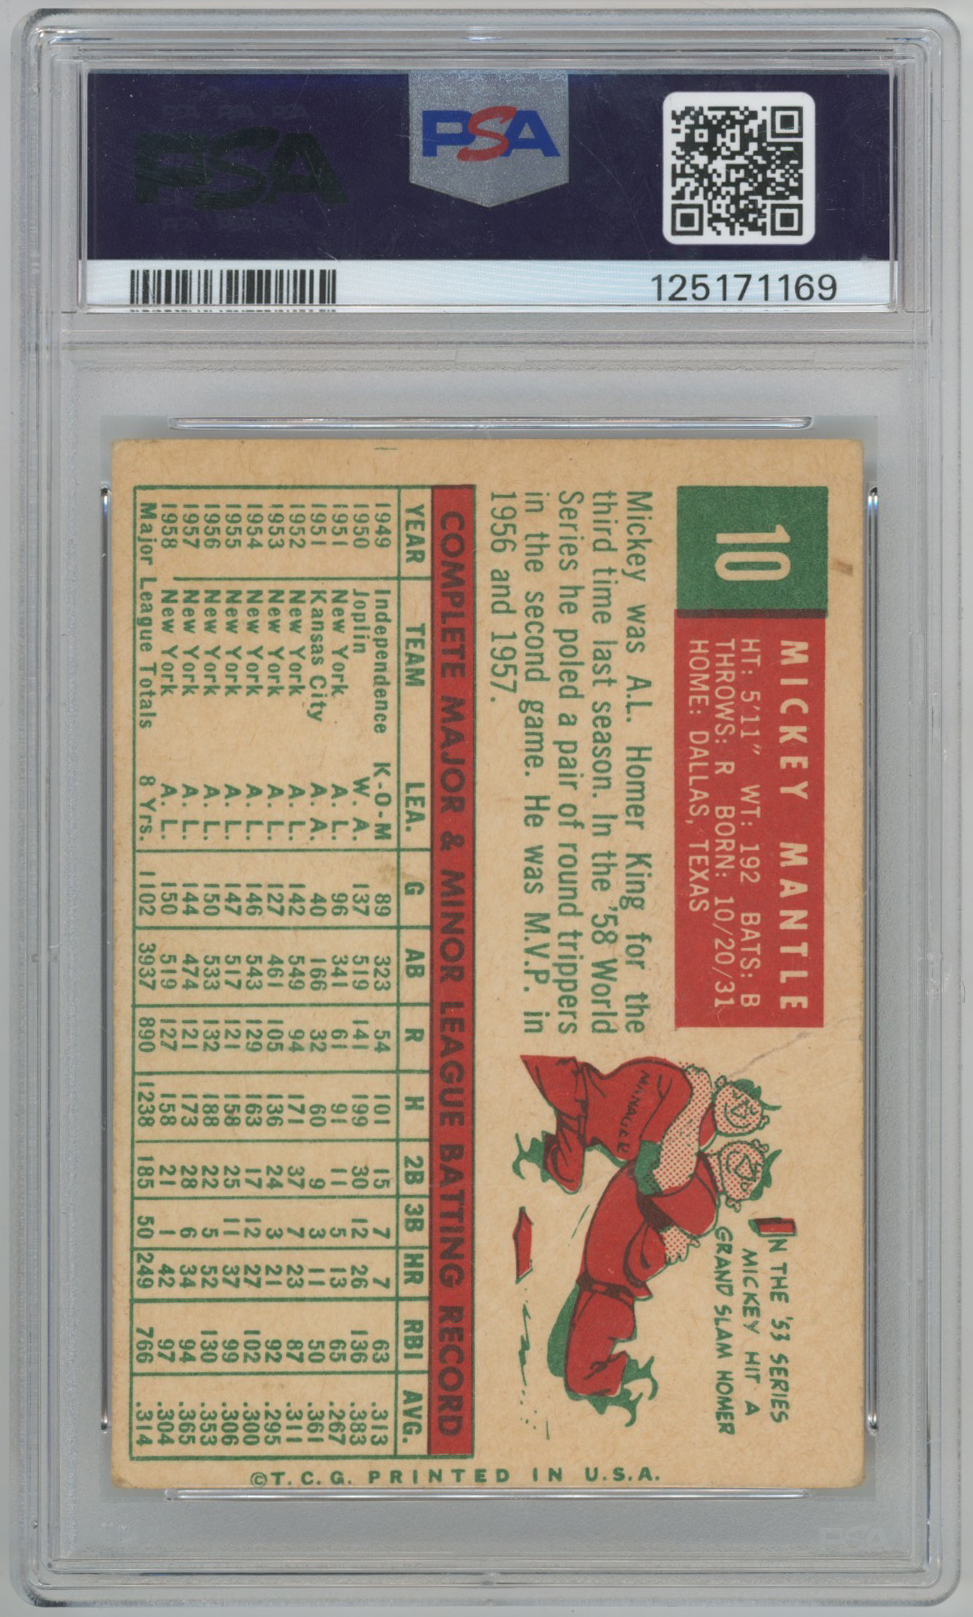 PSA
PSA
125171169
10
MICKEY MANTLE
HT: 5'11" WT: 192 BATS: B
THROWS: R BORN: 10/20/31
HOME: DALLAS, TEXAS
Mickey was A.L. Homer King for the
third time last season. In the '58 World
Series he poled a pair of round trippers
in the second game. He was M.V.P. in
1956 and 1957.
MANAGER
IN THE '53 SERIES
MICKEY HIT A
GRAND SLAM HOMER
COMPLETE MAJOR & MINOR LEAGUE BATTING RECORD
YEAR TEAM LEA. G AB R H 2B 3B HR RBI AVG.
1949 Independence K-O-M 89 323 54 101 15 7 7 63 .313
1950 Joplin W. A. 137 519 141 199 30 12 26 136 .383
1951 New York A. L. 96 341 61 91 11 5 13 65 .267
1951 Kansas City A. A. 40 166 32 60 9 3 11 50 .361
1952 New York A. L. 142 549 94 171 37 7 23 87 .311
1953 New York A. L. 127 461 105 136 24 3 21 92 .295
1954 New York A. L. 146 543 129 163 17 12 27 102 .300
1955 New York A. L. 147 517 121 158 25 11 37 99 .306
1956 New York A. L. 150 533 132 188 22 5 52 130 .353
1957 New York A. L. 144 474 121 173 28 6 34 94 .365
1958 New York A. L. 150 519 127 158 21 1 42 97 .304
Major League Totals 8 Yrs. 1102 3937 890 1238 185 50 249 766 .314
©T.C.G. PRINTED IN U.S.A.
PSA